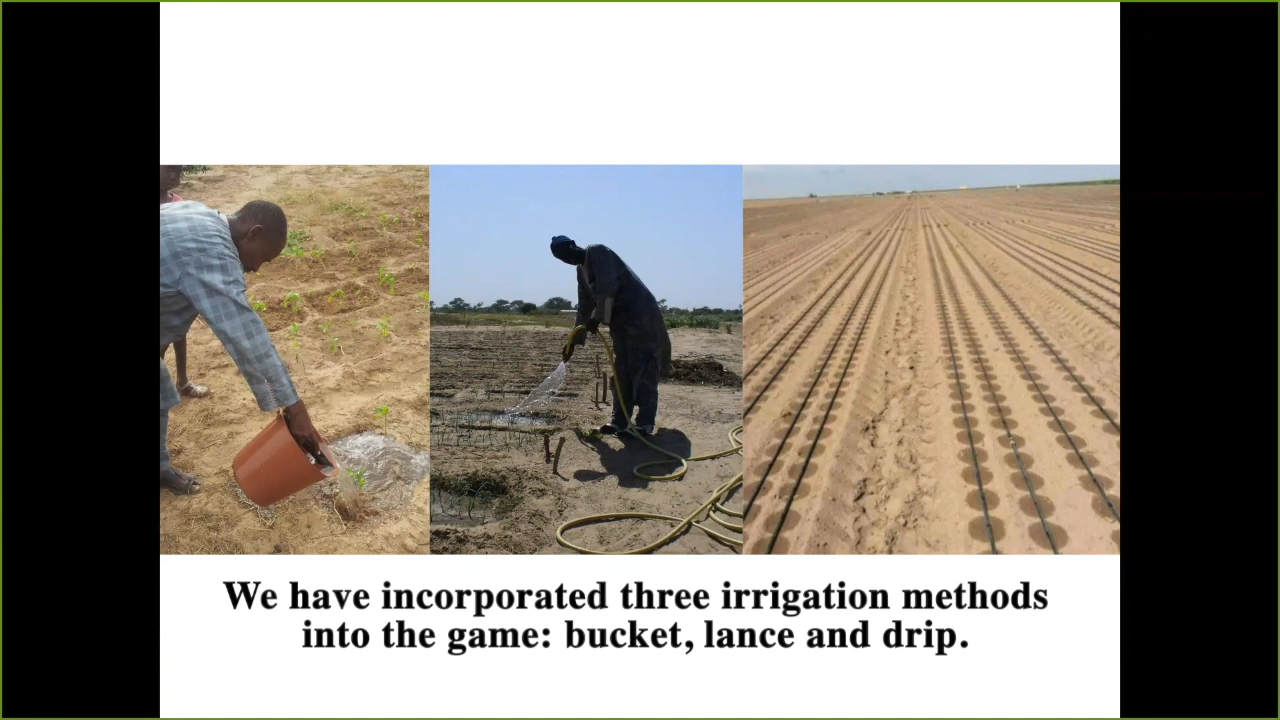 We have incorporated three irrigation methods
into the game: bucket, lance and drip.